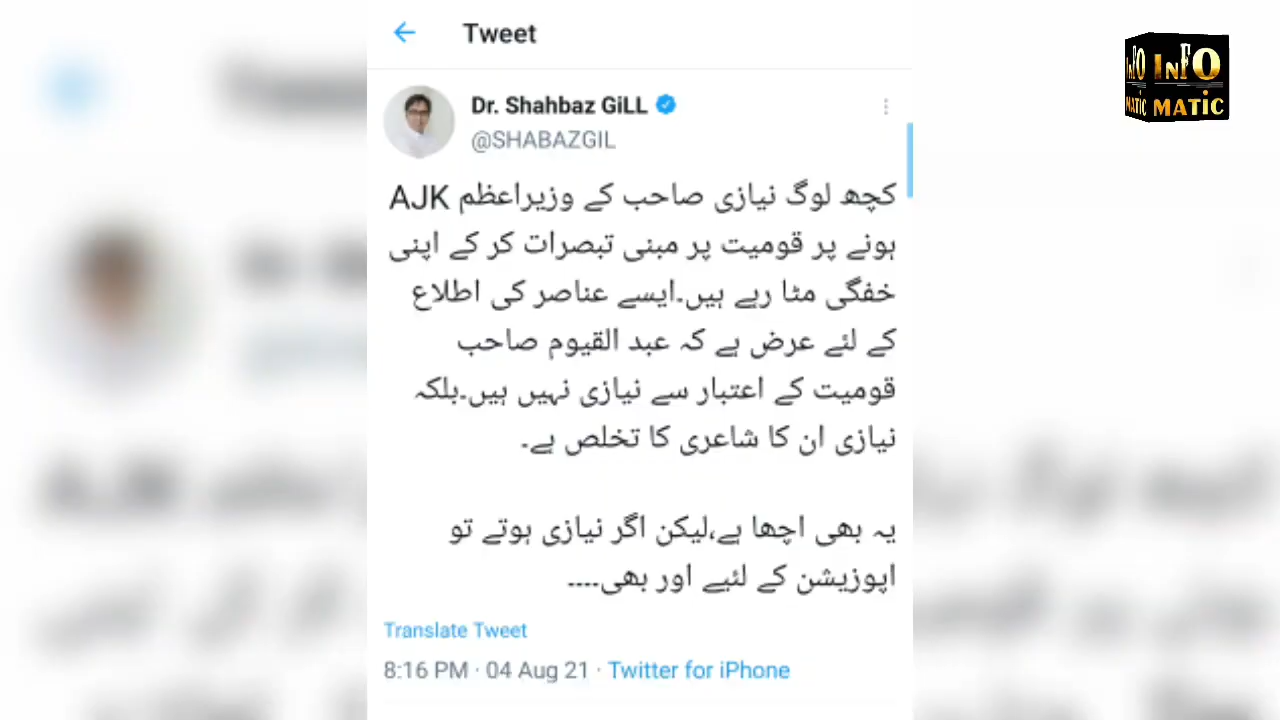 Tweet
INFO MATIC
Dr. Shahbaz GiLL
@SHABAZGIL
کچھ لوگ نیازی صاحب کے وزیراعظم AJK
ہونے پر قومیت پر مبنی تبصرات کر کے اپنی
خفگی مٹا رہے ہیں۔ایسے عناصر کی اطلاع
کے لئے عرض ہے کہ عبد القیوم صاحب
قومیت کے اعتبار سے نیازی نہیں ہیں۔بلکہ
نیازی ان کا شاعری کا تخلص ہے۔
یہ بھی اچھا ہے،لیکن اگر نیازی ہوتے تو
اپوزیشن کے لئیے اور بھی....
Translate Tweet
8:16 PM · 04 Aug 21 · Twitter for iPhone